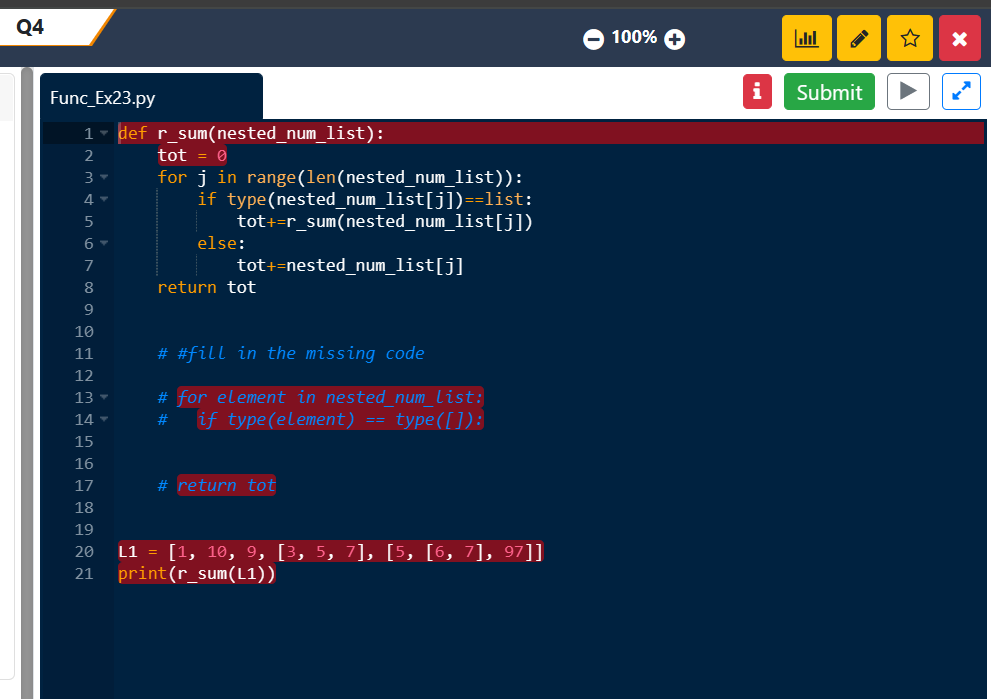 Q4
100%
Func_Ex23.py
Submit
1 def r_sum(nested_num_list):
2     tot = 0
3     for j in range(len(nested_num_list)):
4         if type(nested_num_list[j])==list:
5             tot+=r_sum(nested_num_list[j])
6         else:
7             tot+=nested_num_list[j]
8     return tot
9
10
11     # #fill in the missing code
12
13     # for element in nested_num_list:
14     #   if type(element) == type([]):
15
16
17     # return tot
18
19
20 L1 = [1, 10, 9, [3, 5, 7], [5, [6, 7], 97]]
21 print(r_sum(L1))